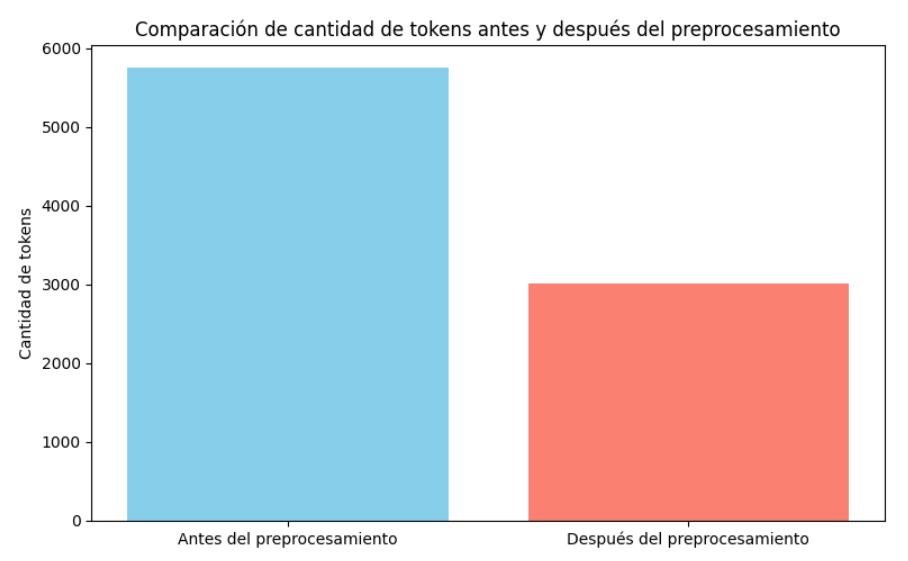 Comparación de cantidad de tokens antes y después del preprocesamiento
6000
5000
4000
3000
2000
1000
0
Cantidad de tokens
Antes del preprocesamiento
Después del preprocesamiento